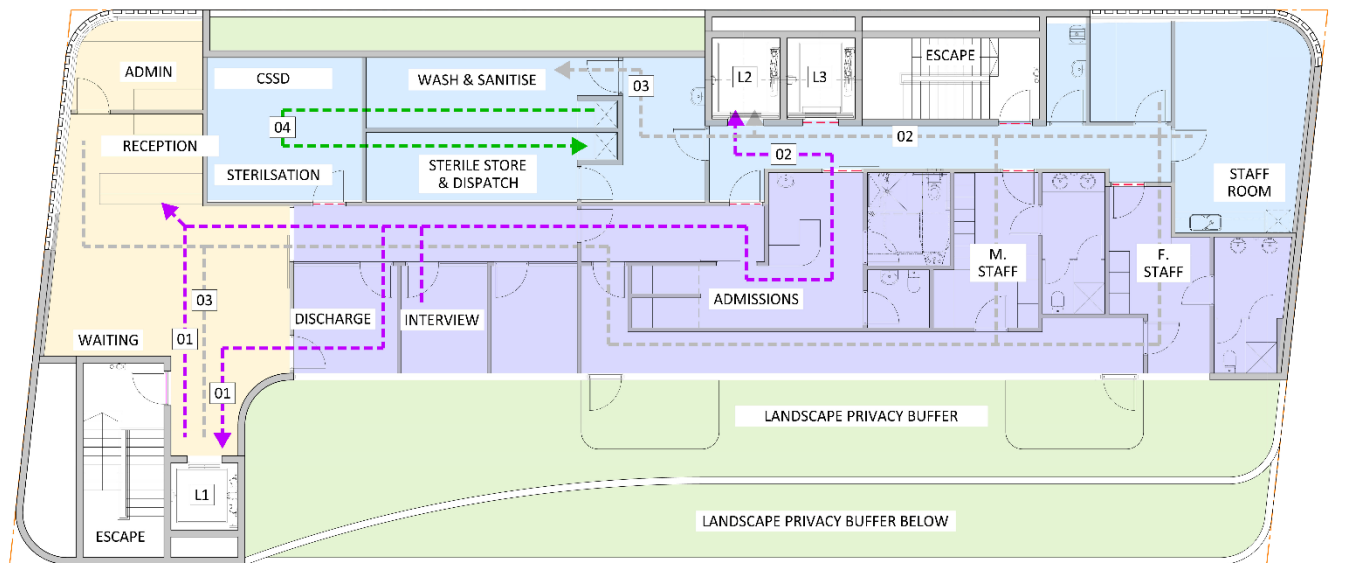 ADMIN
CSSD
WASH & SANITISE
L2
L3
ESCAPE
03
04
02
02
RECEPTION
STERILSATION
STERILE STORE
& DISPATCH
STAFF
ROOM
M.
STAFF
F.
STAFF
ADMISSIONS
03
DISCHARGE
INTERVIEW
WAITING
01
01
LANDSCAPE PRIVACY BUFFER
L1
LANDSCAPE PRIVACY BUFFER BELOW
ESCAPE